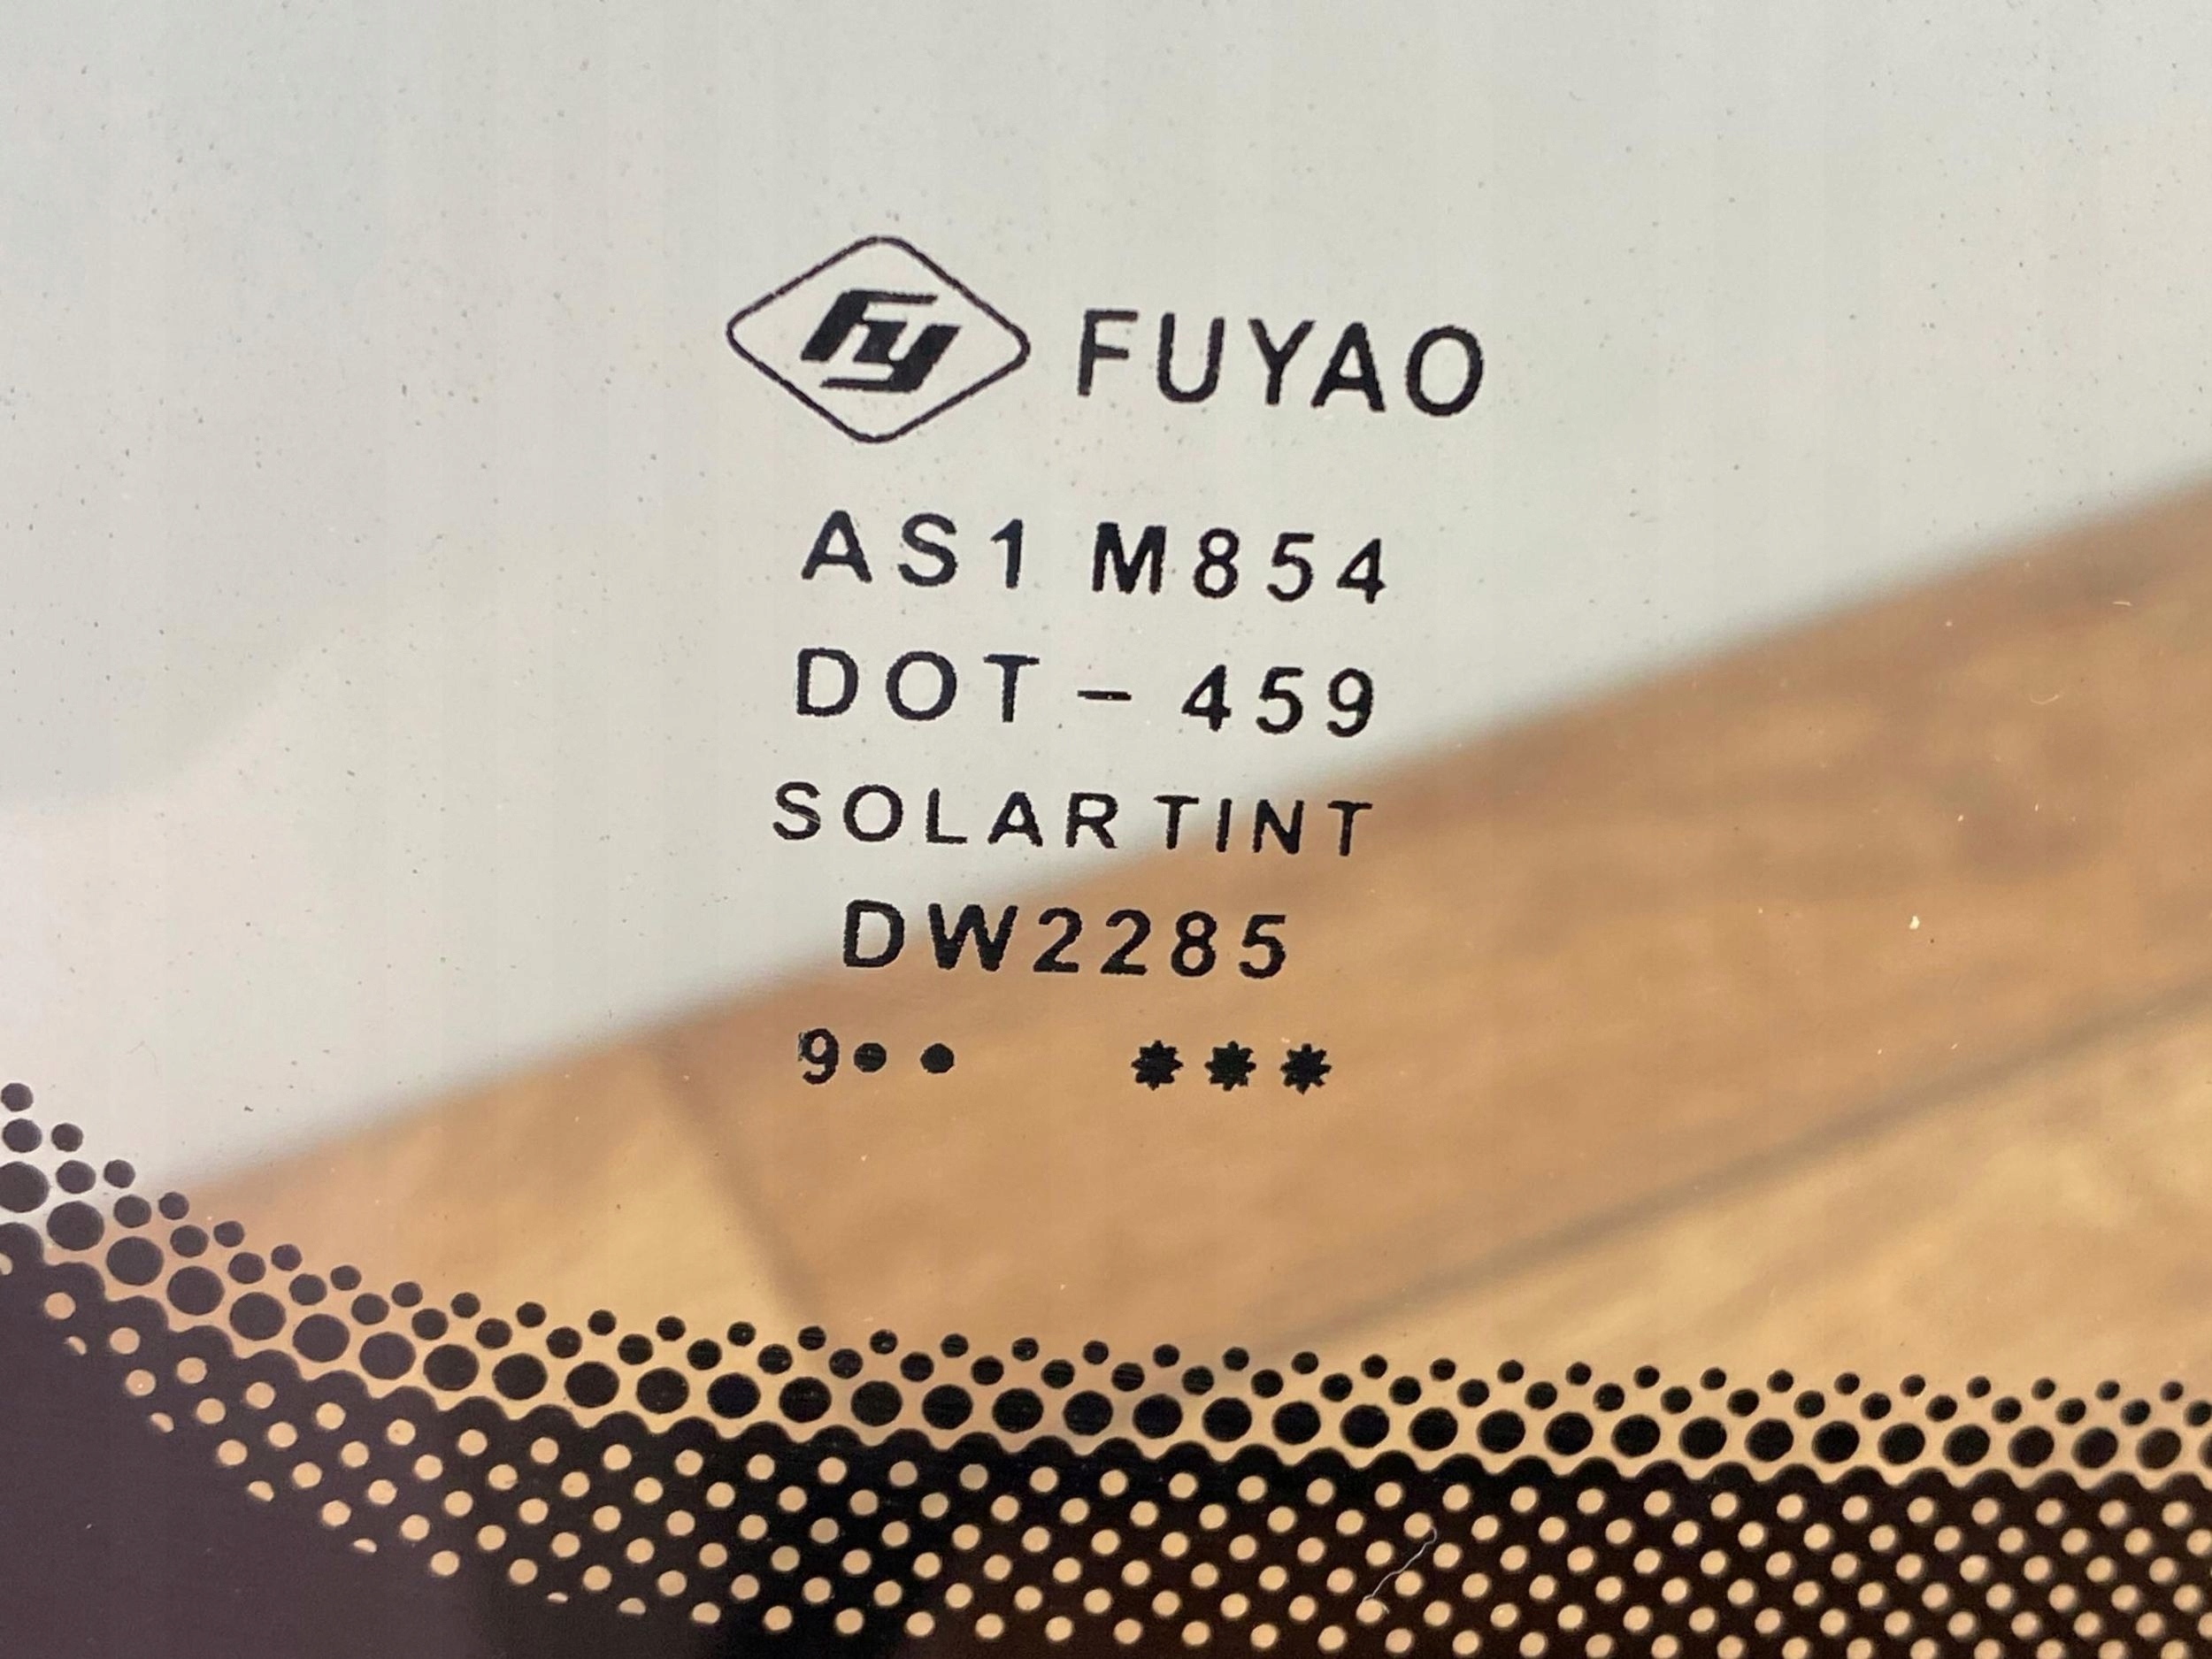 fy FUYAO
AS1 M854
DOT - 459
SOLAR TINT
DW2285
9•• ✱✱✱